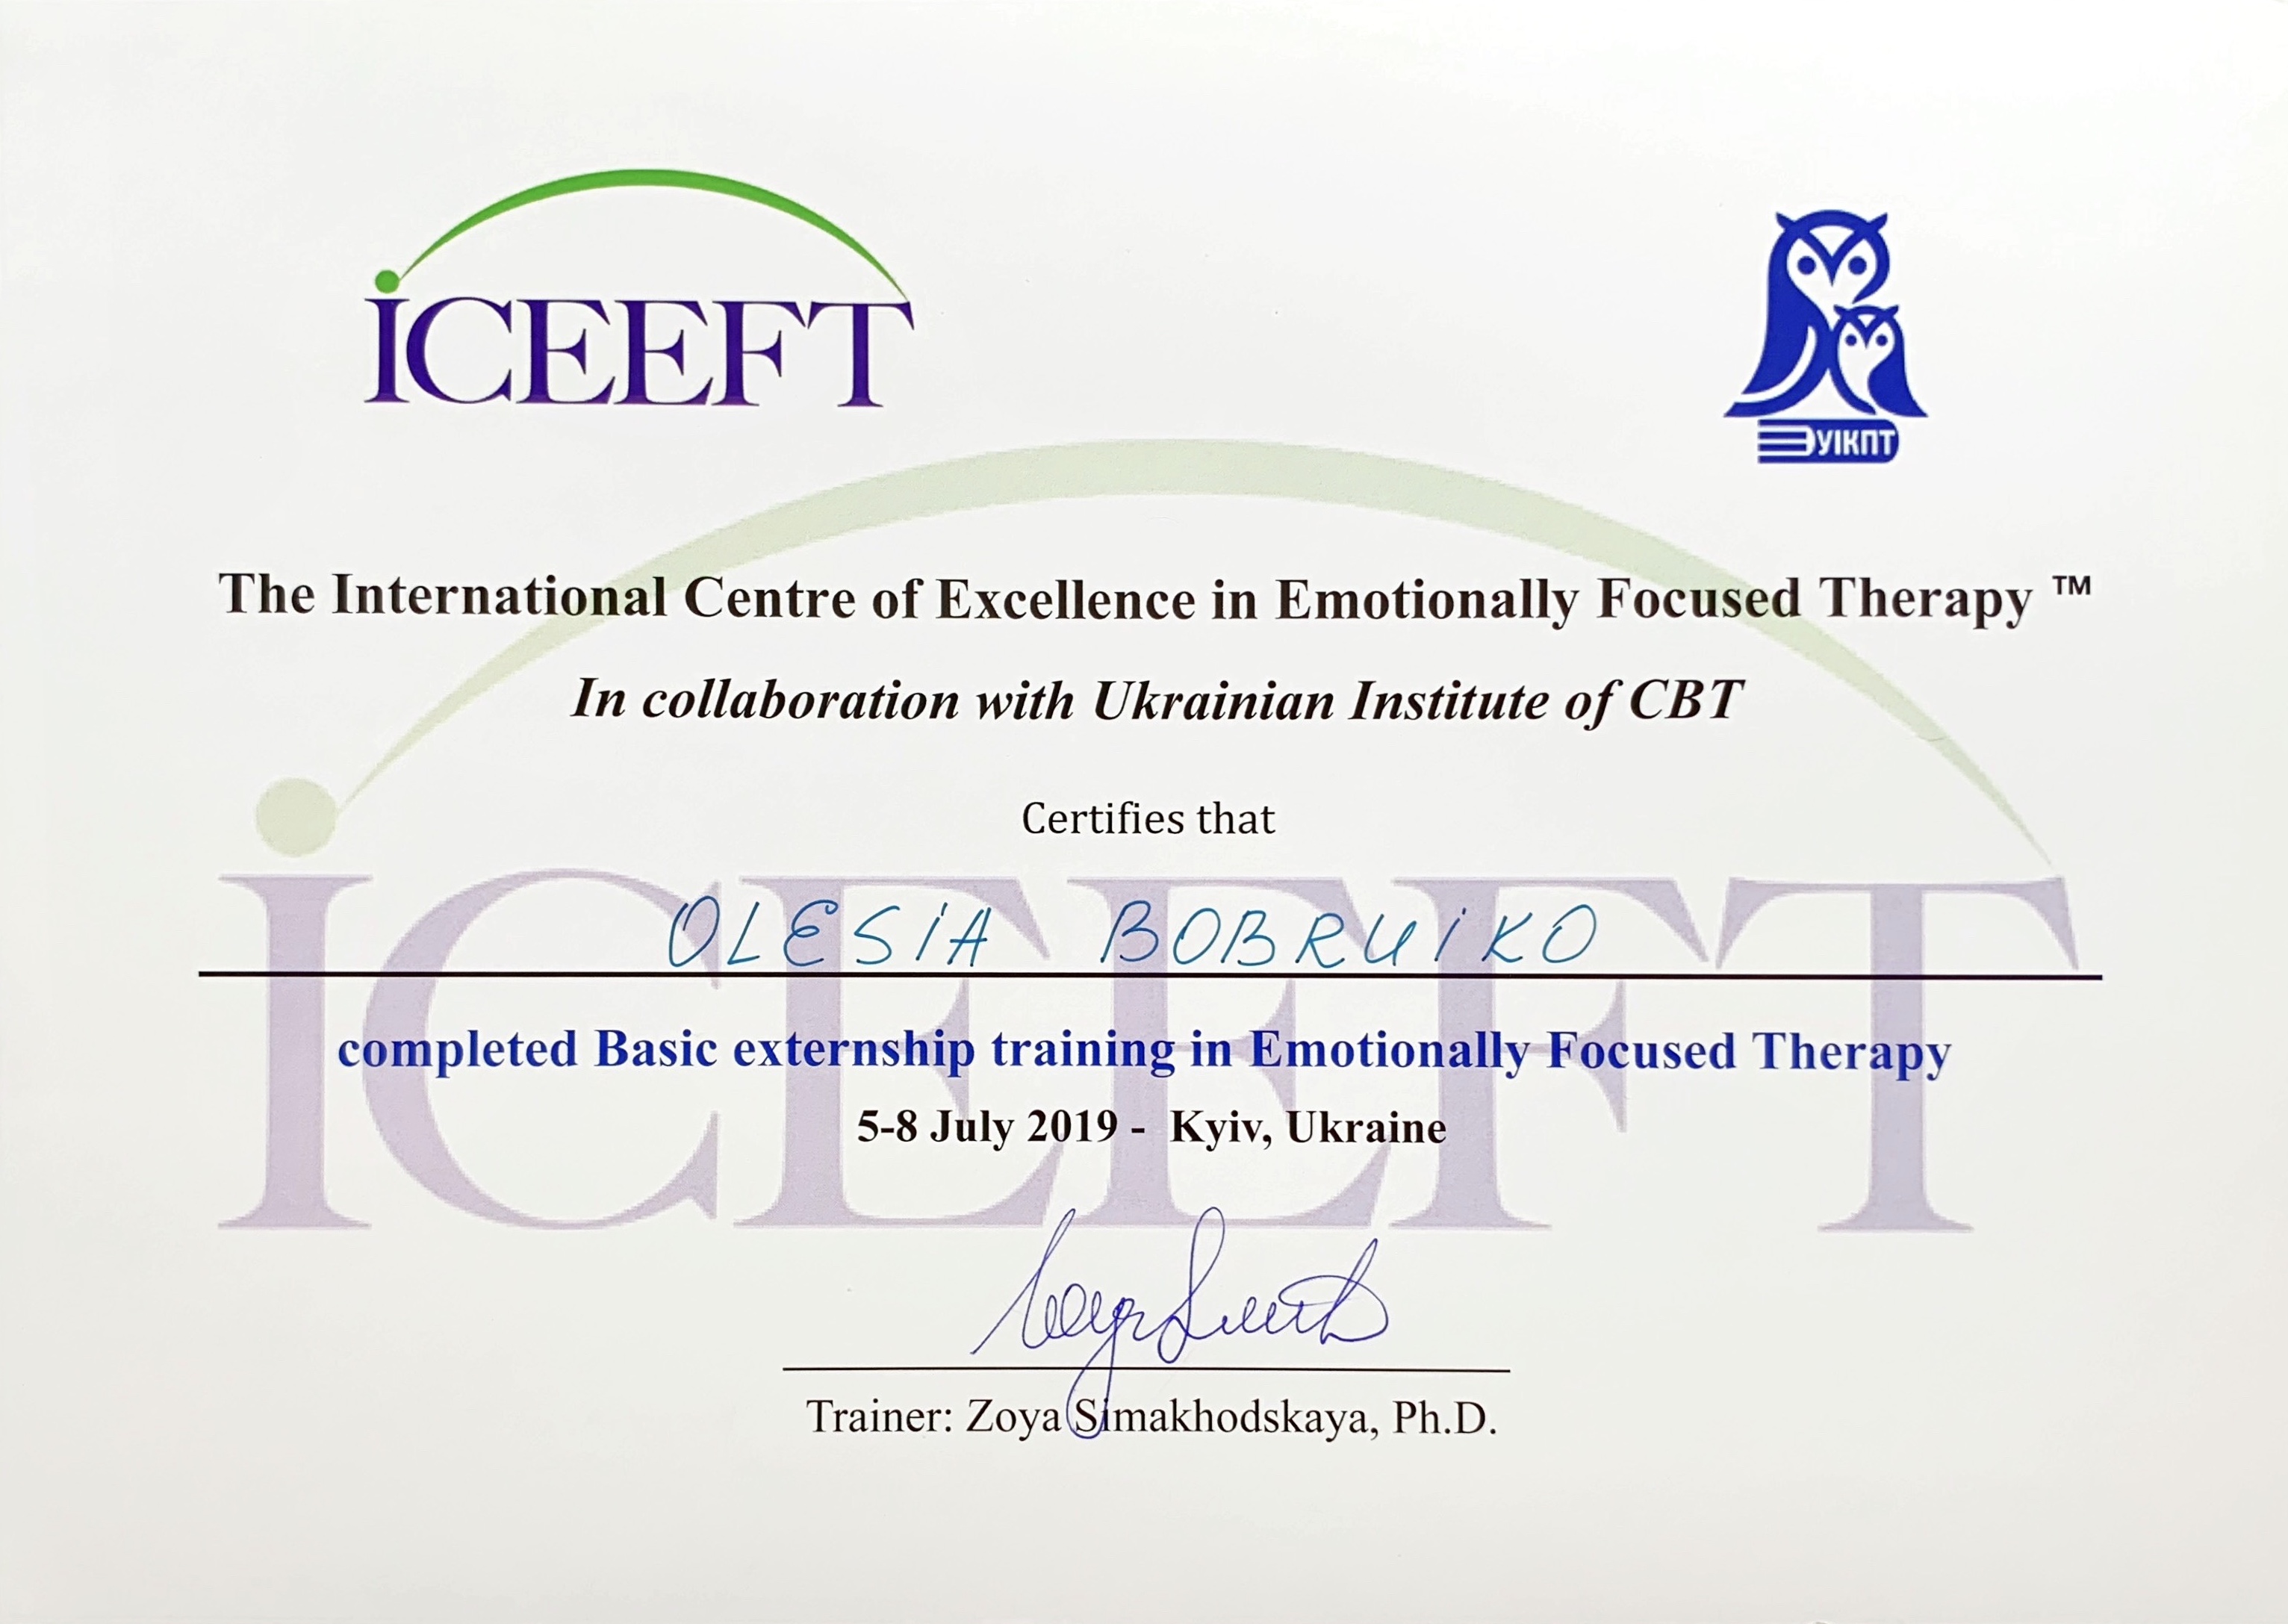 iCEEFT
УІКПТ
The International Centre of Excellence in Emotionally Focused Therapy ™
In collaboration with Ukrainian Institute of CBT
Certifies that
iCEEFT
OLESiA BOBRUiKO
completed Basic externship training in Emotionally Focused Therapy
5-8 July 2019 - Kyiv, Ukraine
Trainer: Zoya Simakhodskaya, Ph.D.